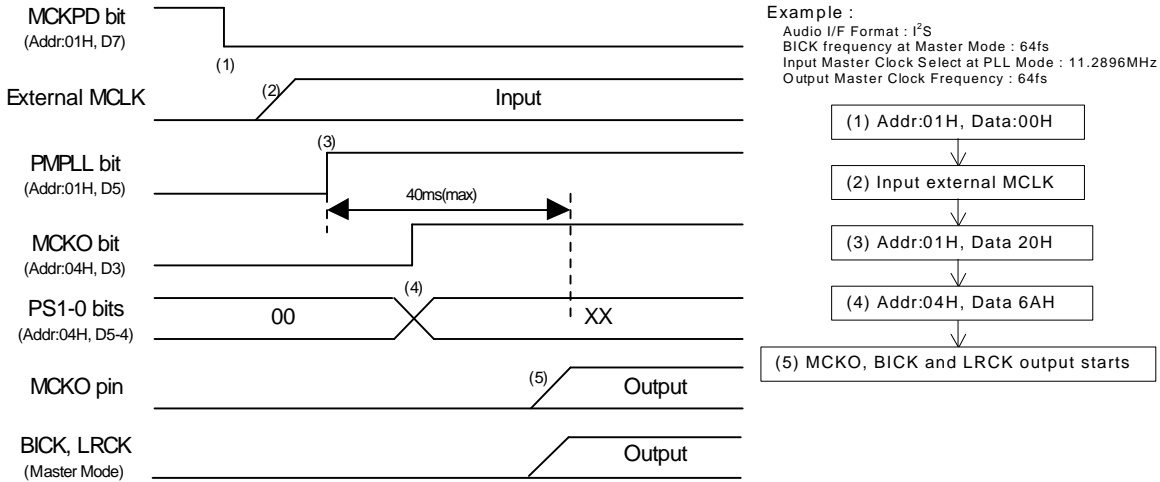 MCKPD bit
(Addr:01H, D7)
(1)
External MCLK
(2)
Input
PMPLL bit
(Addr:01H, D5)
(3)
40ms(max)
MCKO bit
(Addr:04H, D3)
PS1-0 bits
(Addr:04H, D5-4)
00
(4)
XX
MCKO pin
(5)
Output
BICK, LRCK
(Master Mode)
Output
Example :
Audio I/F Format : I²S
BICK frequency at Master Mode : 64fs
Input Master Clock Select at PLL Mode : 11.2896MHz
Output Master Clock Frequency : 64fs
(1) Addr:01H, Data:00H
(2) Input external MCLK
(3) Addr:01H, Data 20H
(4) Addr:04H, Data 6AH
(5) MCKO, BICK and LRCK output starts